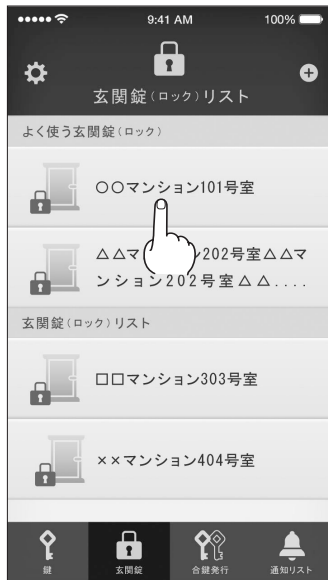 9:41 AM 100%
玄関錠(ロック)リスト
よく使う玄関錠(ロック)
○○マンション101号室
△△マ ン202号室△△マ
ンション202号室△△....
玄関錠(ロック)リスト
□□マンション303号室
××マンション404号室
鍵 玄関錠 合鍵発行 通知リスト